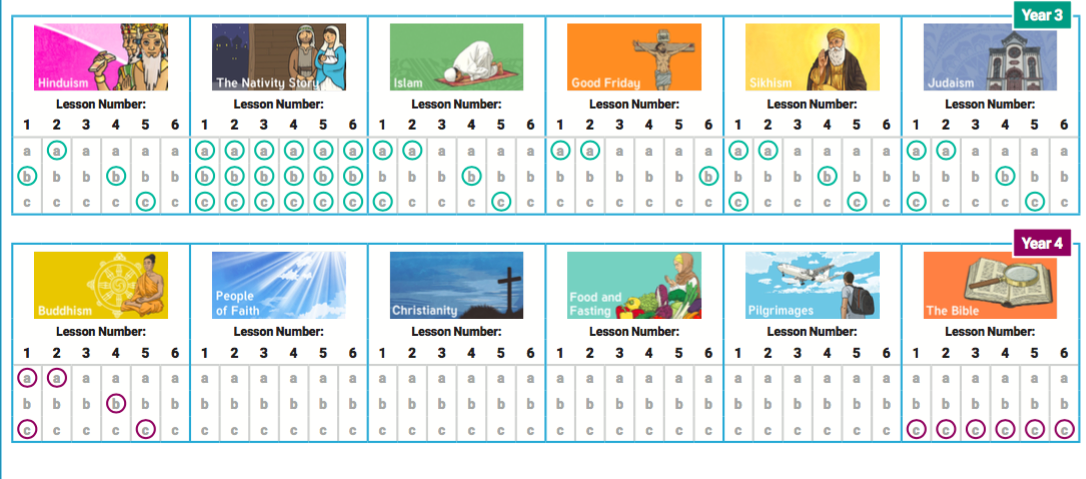 Year 3
Hinduism The Nativity Story Islam Good Friday Sikhism Judaism
Lesson Number: Lesson Number: Lesson Number: Lesson Number: Lesson Number: Lesson Number:
1 2 3 4 5 6 1 2 3 4 5 6 1 2 3 4 5 6 1 2 3 4 5 6 1 2 3 4 5 6 1 2 3 4 5 6
a a a a a a a a a a a a a a a a a a a a a a a a a a a a a a a a a a a a
b b b b b b b b b b b b b b b b b b b b b b b b b b b b b b b b b b b b
c c c c c c c c c c c c c c c c c c c c c c c c c c c c c c c c c c c c
Year 4
Buddhism People of Faith Christianity Food and Fasting Pilgrimages The Bible
Lesson Number: Lesson Number: Lesson Number: Lesson Number: Lesson Number: Lesson Number:
1 2 3 4 5 6 1 2 3 4 5 6 1 2 3 4 5 6 1 2 3 4 5 6 1 2 3 4 5 6 1 2 3 4 5 6
a a a a a a a a a a a a a a a a a a a a a a a a a a a a a a a a a a a a
b b b b b b b b b b b b b b b b b b b b b b b b b b b b b b b b b b b b
c c c c c c c c c c c c c c c c c c c c c c c c c c c c c c c c c c c c